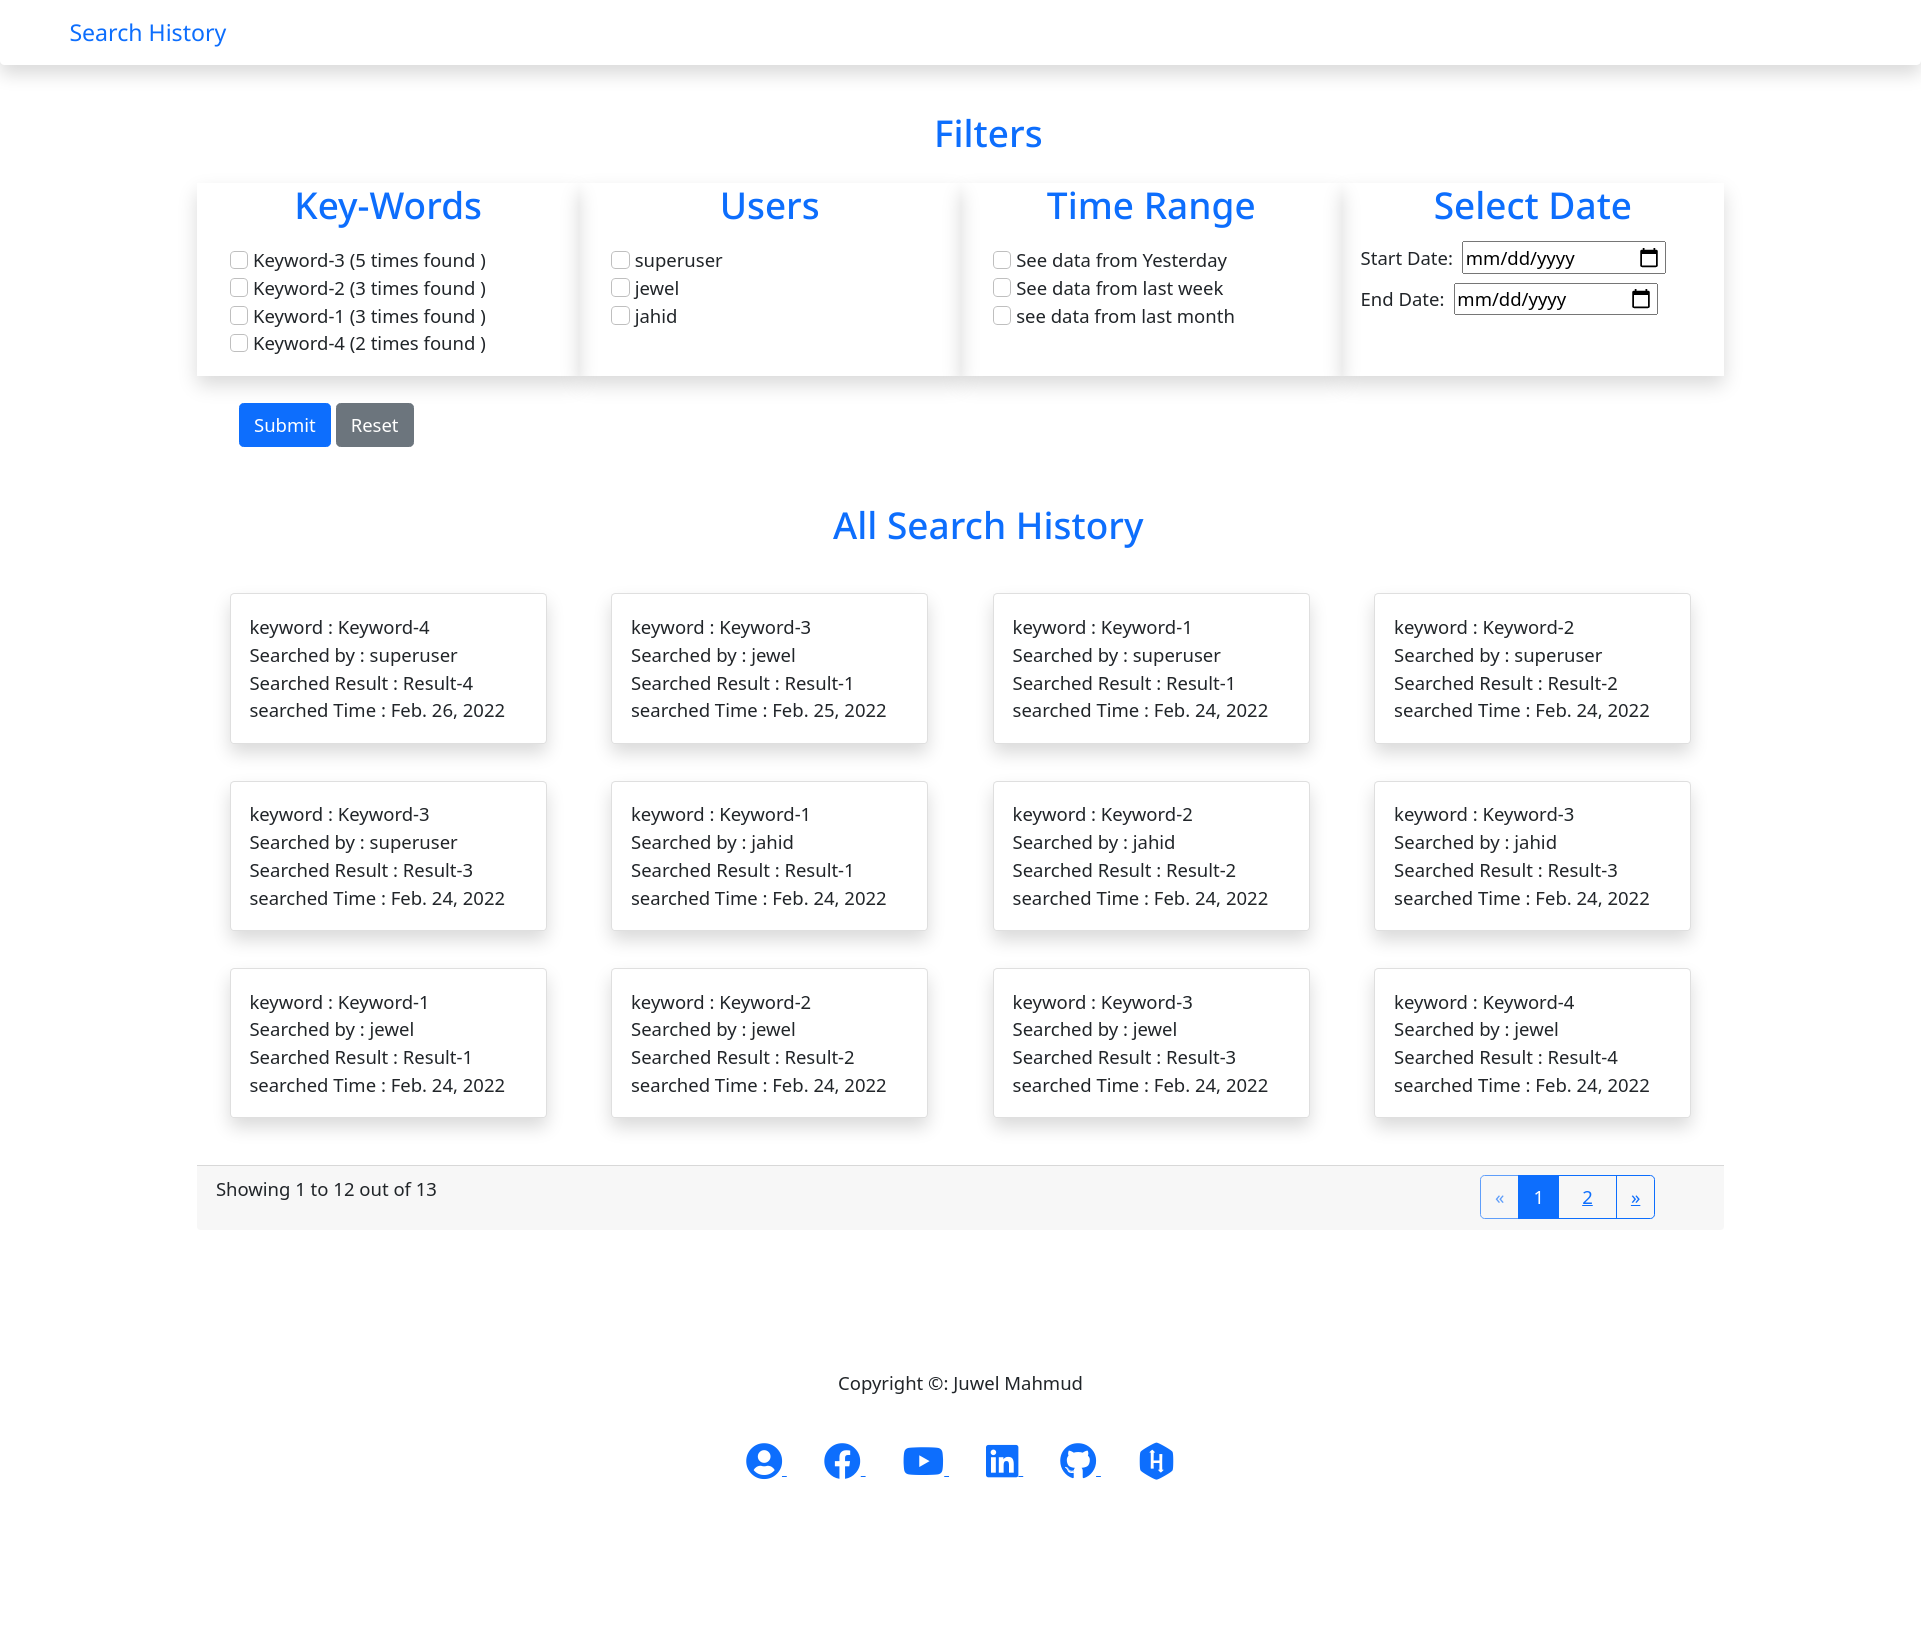 Search History
Filters
Key-Words
Keyword-3 (5 times found )
Keyword-2 (3 times found )
Keyword-1 (3 times found )
Keyword-4 (2 times found )
Users
superuser
jewel
jahid
Time Range
See data from Yesterday
See data from last week
see data from last month
Select Date
Start Date: mm/dd/yyyy
End Date: mm/dd/yyyy
Submit Reset
All Search History
keyword : Keyword-4
Searched by : superuser
Searched Result : Result-4
searched Time : Feb. 26, 2022
keyword : Keyword-3
Searched by : jewel
Searched Result : Result-1
searched Time : Feb. 25, 2022
keyword : Keyword-1
Searched by : superuser
Searched Result : Result-1
searched Time : Feb. 24, 2022
keyword : Keyword-2
Searched by : superuser
Searched Result : Result-2
searched Time : Feb. 24, 2022
keyword : Keyword-3
Searched by : superuser
Searched Result : Result-3
searched Time : Feb. 24, 2022
keyword : Keyword-1
Searched by : jahid
Searched Result : Result-1
searched Time : Feb. 24, 2022
keyword : Keyword-2
Searched by : jahid
Searched Result : Result-2
searched Time : Feb. 24, 2022
keyword : Keyword-3
Searched by : jahid
Searched Result : Result-3
searched Time : Feb. 24, 2022
keyword : Keyword-1
Searched by : jewel
Searched Result : Result-1
searched Time : Feb. 24, 2022
keyword : Keyword-2
Searched by : jewel
Searched Result : Result-2
searched Time : Feb. 24, 2022
keyword : Keyword-3
Searched by : jewel
Searched Result : Result-3
searched Time : Feb. 24, 2022
keyword : Keyword-4
Searched by : jewel
Searched Result : Result-4
searched Time : Feb. 24, 2022
Showing 1 to 12 out of 13
« 1 2 »
Copyright ©: Juwel Mahmud